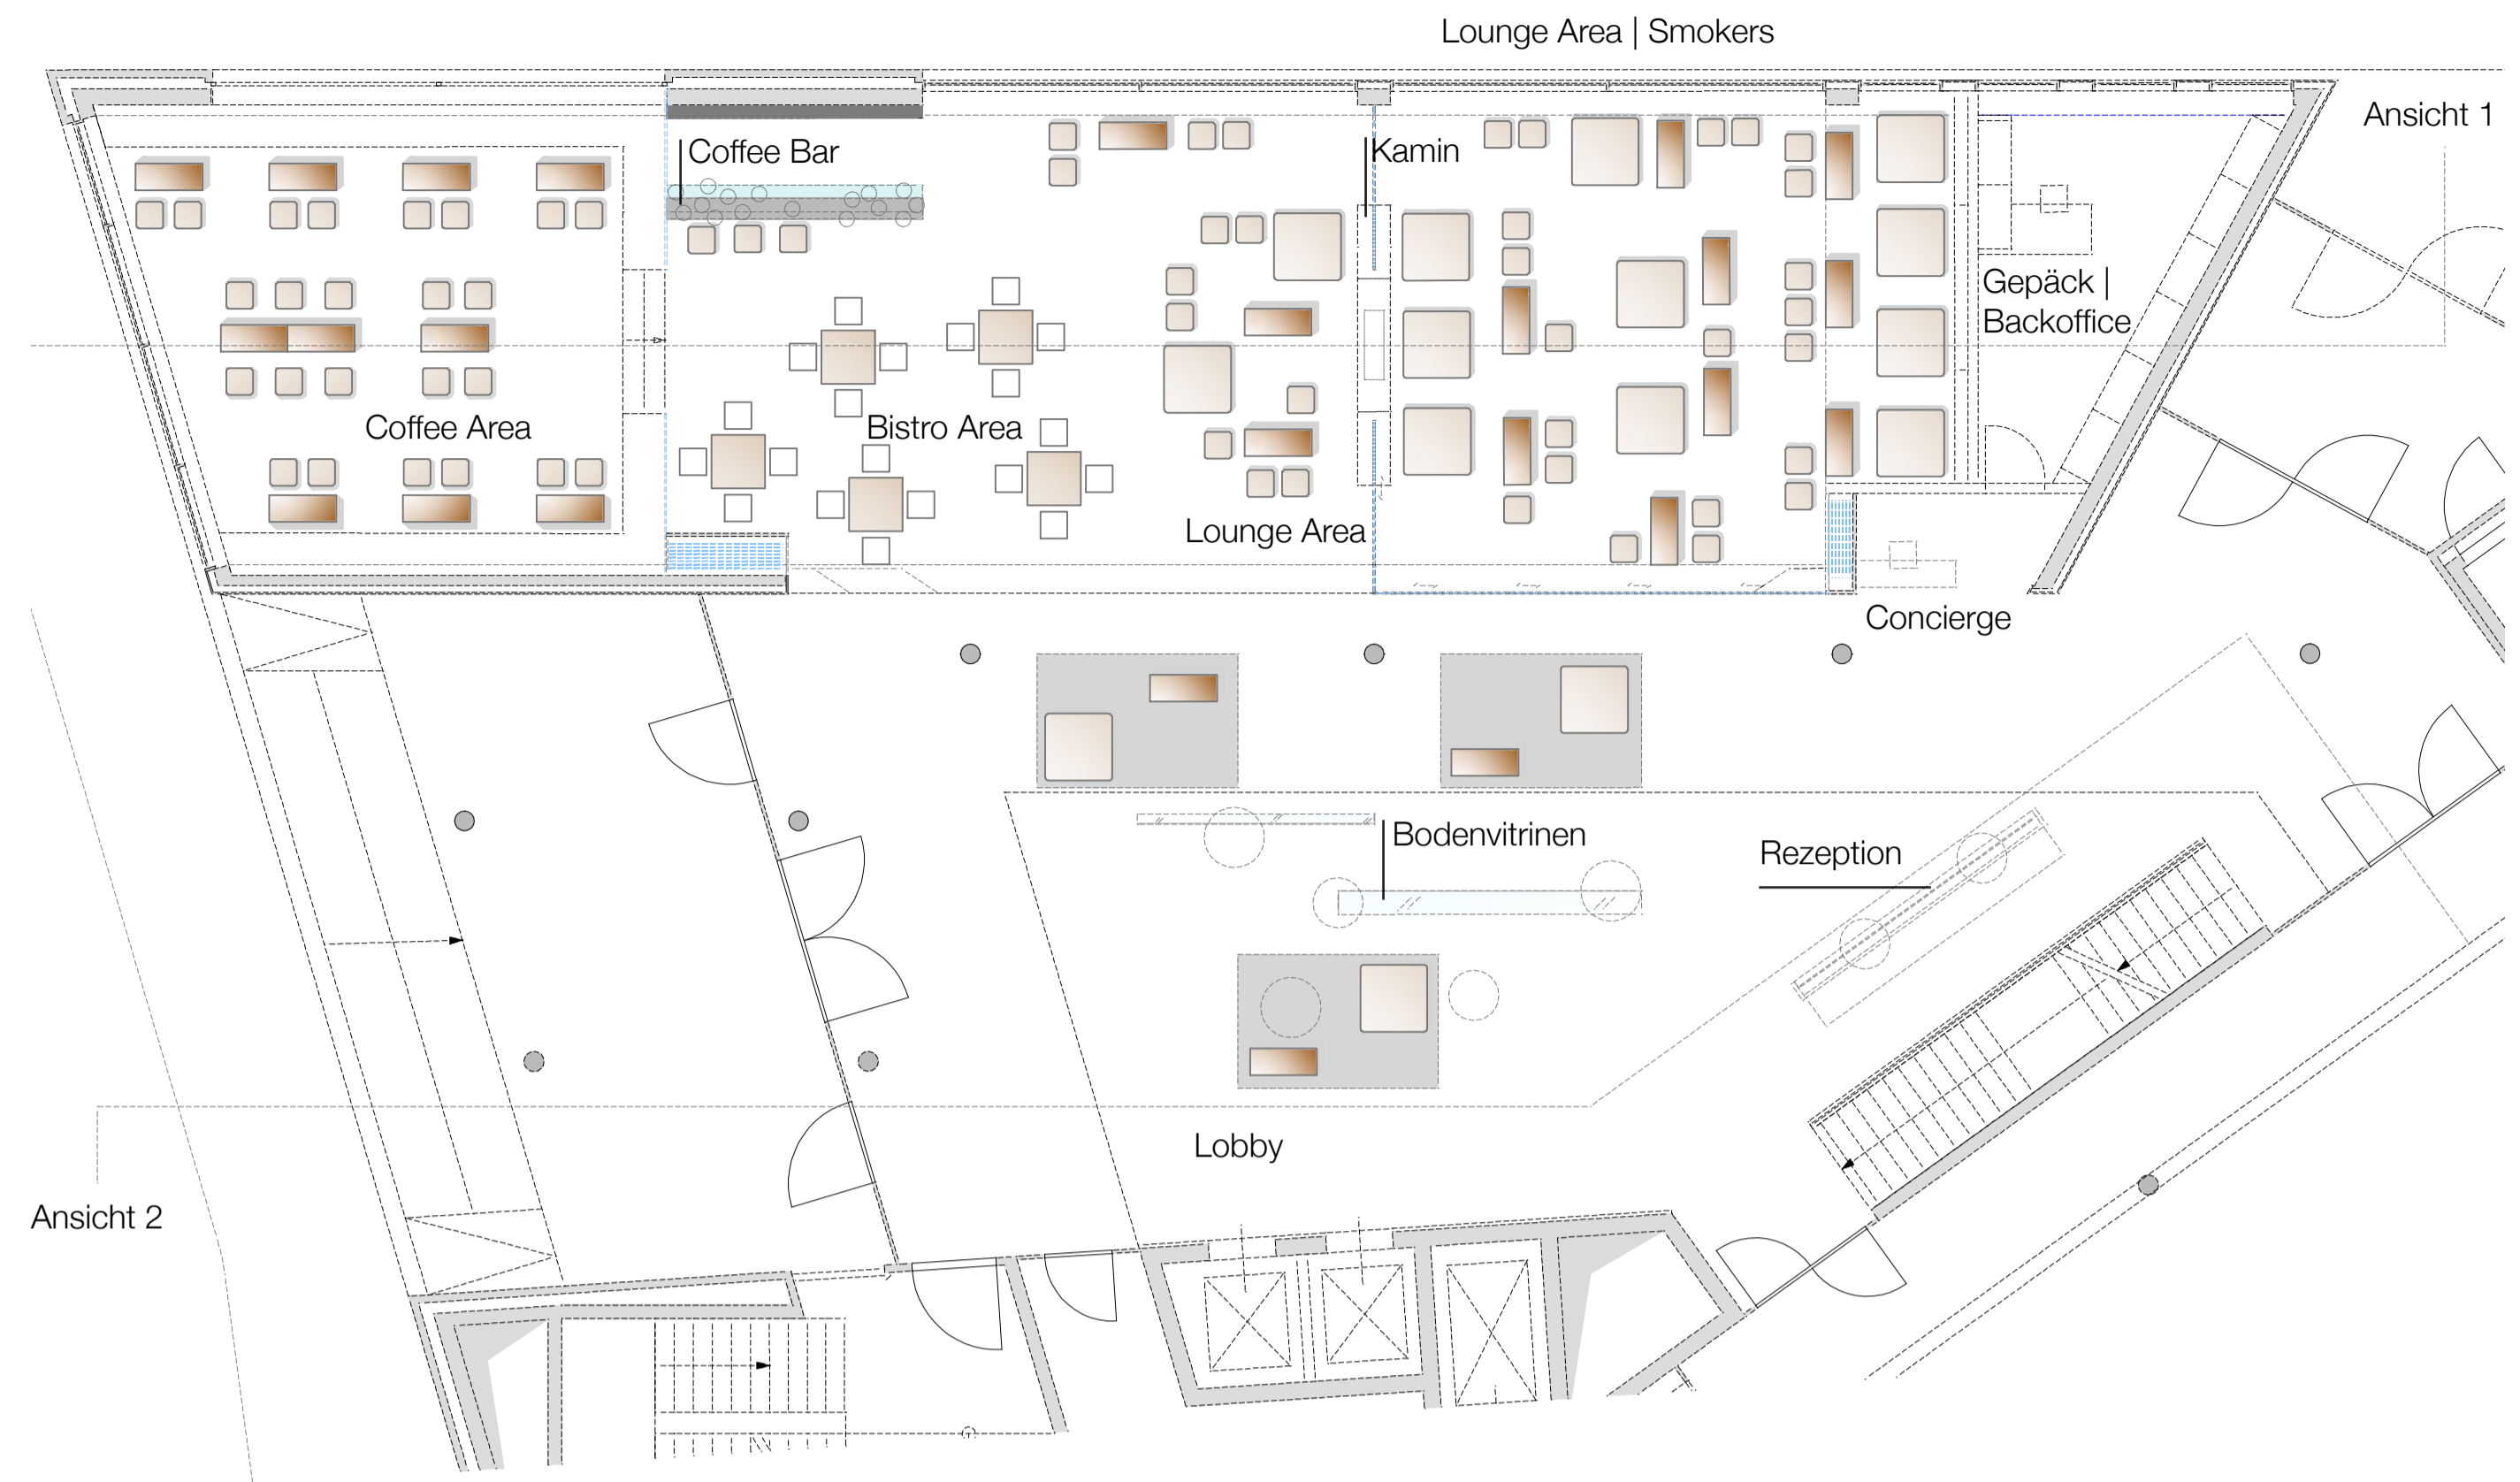 Lounge Area | Smokers
Ansicht 1
Coffee Bar
Kamin
Gepäck |
Backoffice
Coffee Area
Bistro Area
Lounge Area
Concierge
Bodenvitrinen
Rezeption
Lobby
Ansicht 2